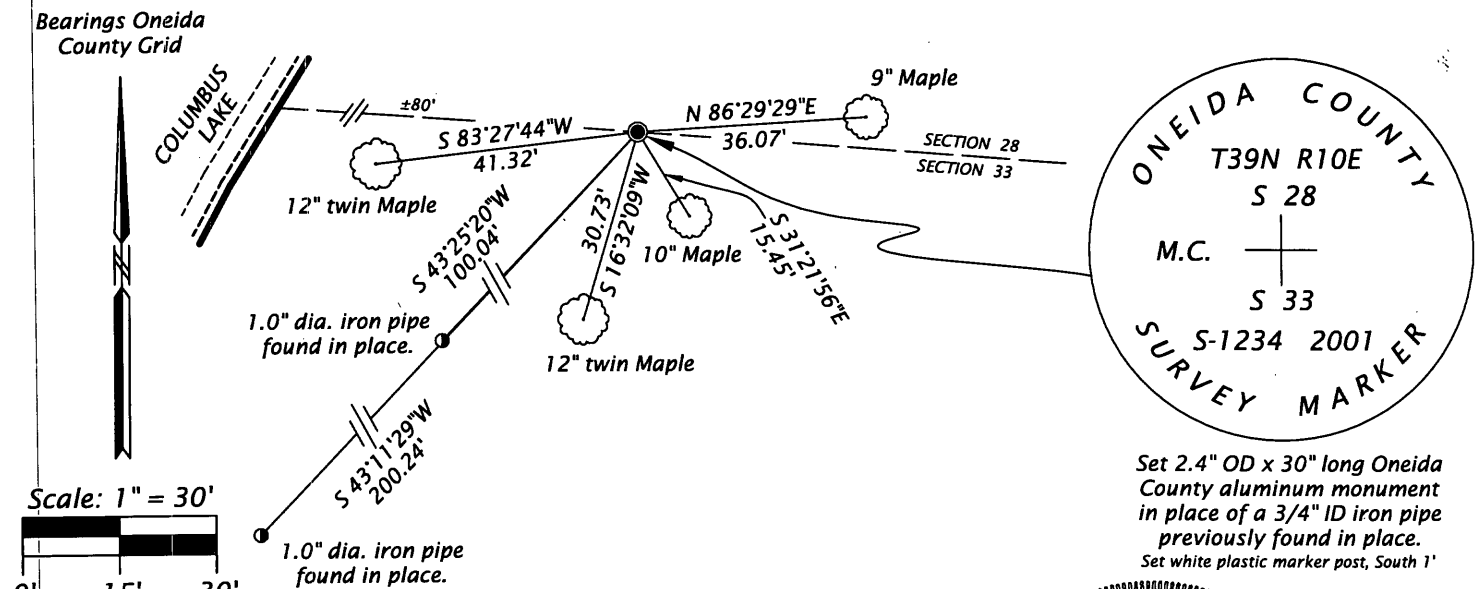 Bearings Oneida
County Grid
COLUMBUS
LAKE
±80'
S 83°27'44"W
41.32'
12" twin Maple
N 86°29'29"E
36.07'
9" Maple
SECTION 28
SECTION 33
S 43°25'20"W
100.04'
30.73'
S 16°32'09"W
10" Maple
S 31°21'56"E
15.45'
1.0" dia. iron pipe
found in place.
12" twin Maple
S 43°11'29"W
200.24'
1.0" dia. iron pipe
found in place.
N
Scale: 1" = 30'
0' 15' 30'
ONEIDA COUNTY
T39N R10E
S 28
M.C.
S 33
S-1234 2001
SURVEY MARKER
Set 2.4" OD x 30" long Oneida
County aluminum monument
in place of a 3/4" ID iron pipe
previously found in place.
Set white plastic marker post, South 1'